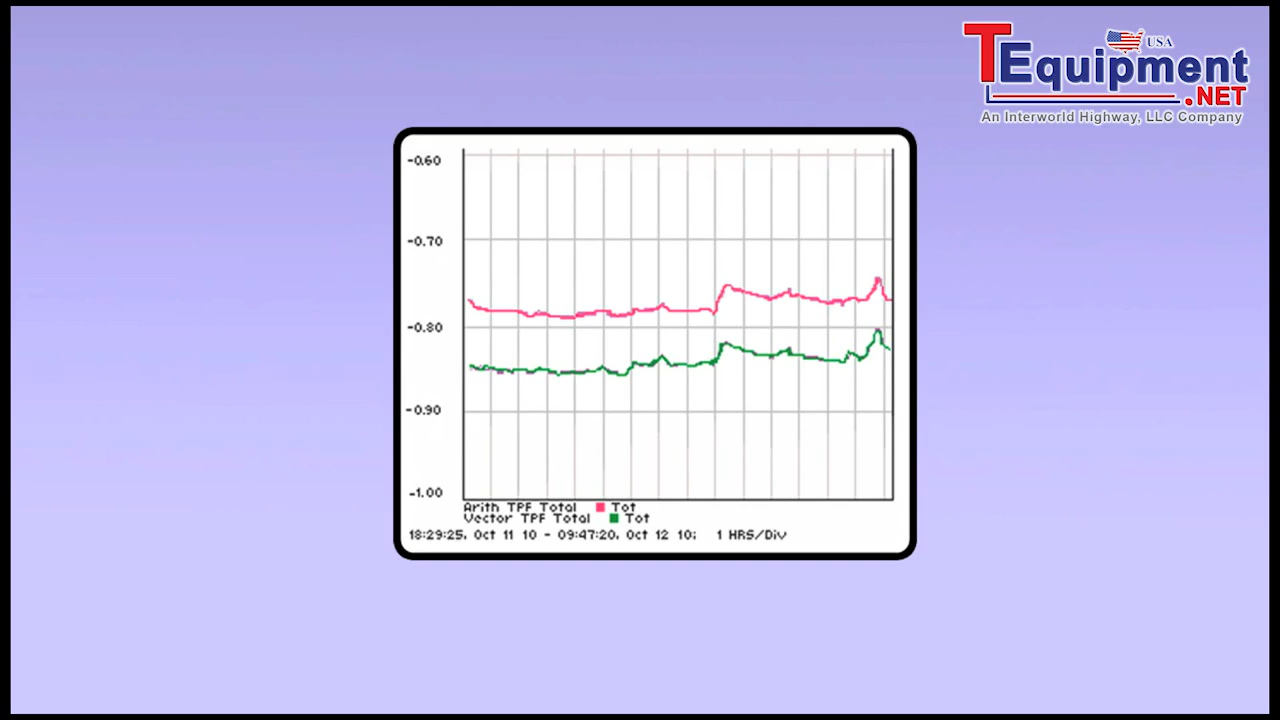 TEquipment
USA
.NET
An Interworld Highway, LLC Company
-0.60
-0.70
-0.80
-0.90
-1.00
Arith TPF Total Tot
Vector TPF Total Tot
18:29:25, Oct 11 10 - 09:47:20, Oct 12 10; 1 HRS/Div